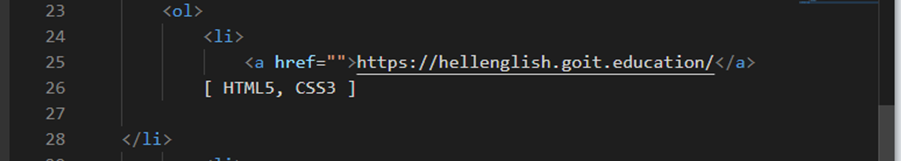 23 <ol>
24 <li>
25 <a href="">https://hellenglish.goit.education/</a>
26 [ HTML5, CSS3 ]
27
28 </li>